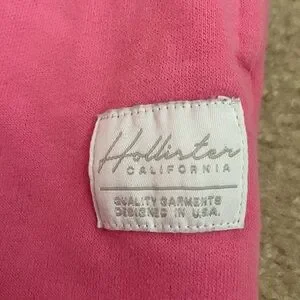 Hollister
CALIFORNIA
QUALITY GARMENTS
DESIGNED IN U.S.A.